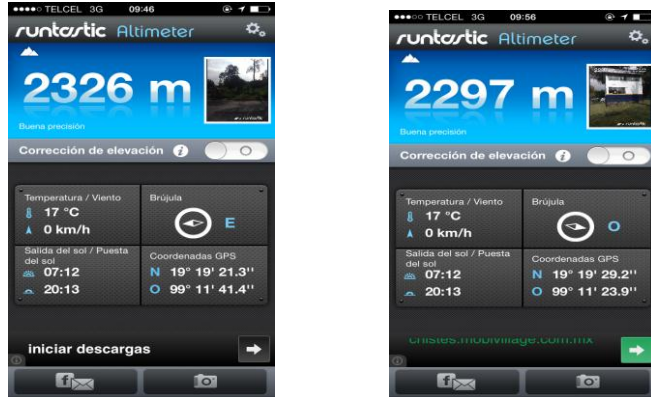 TELCEL 3G 09:46
runtastic Altimeter
2326 m
Buena precisión
Corrección de elevación i
Temperatura / Viento
17 °C
0 km/h
Brújula
E
Salida del sol / Puesta del sol
07:12
20:13
Coordenadas GPS
N 19° 19' 21.3''
O 99° 11' 41.4''
iniciar descargas
TELCEL 3G 09:56
runtastic Altimeter
2297 m
Buena precisión
Corrección de elevación i
Temperatura / Viento
17 °C
0 km/h
Brújula
O
Salida del sol / Puesta del sol
07:12
20:13
Coordenadas GPS
N 19° 19' 29.2''
O 99° 11' 23.9''
chistes.mobivillage.com.mx